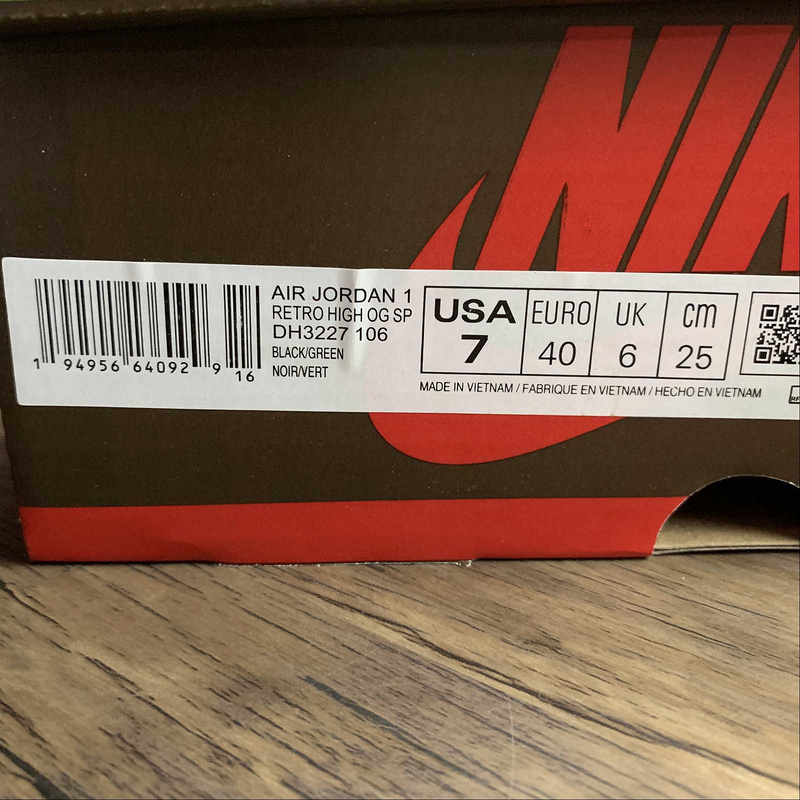 NIK
AIR JORDAN 1
RETRO HIGH OG SP
DH3227 106
BLACK/GREEN
NOIR/VERT
1 94956 64092 9 16
USA EURO UK cm
7 40 6 25
MADE IN VIETNAM / FABRIQUE EN VIETNAM / HECHO EN VIETNAM